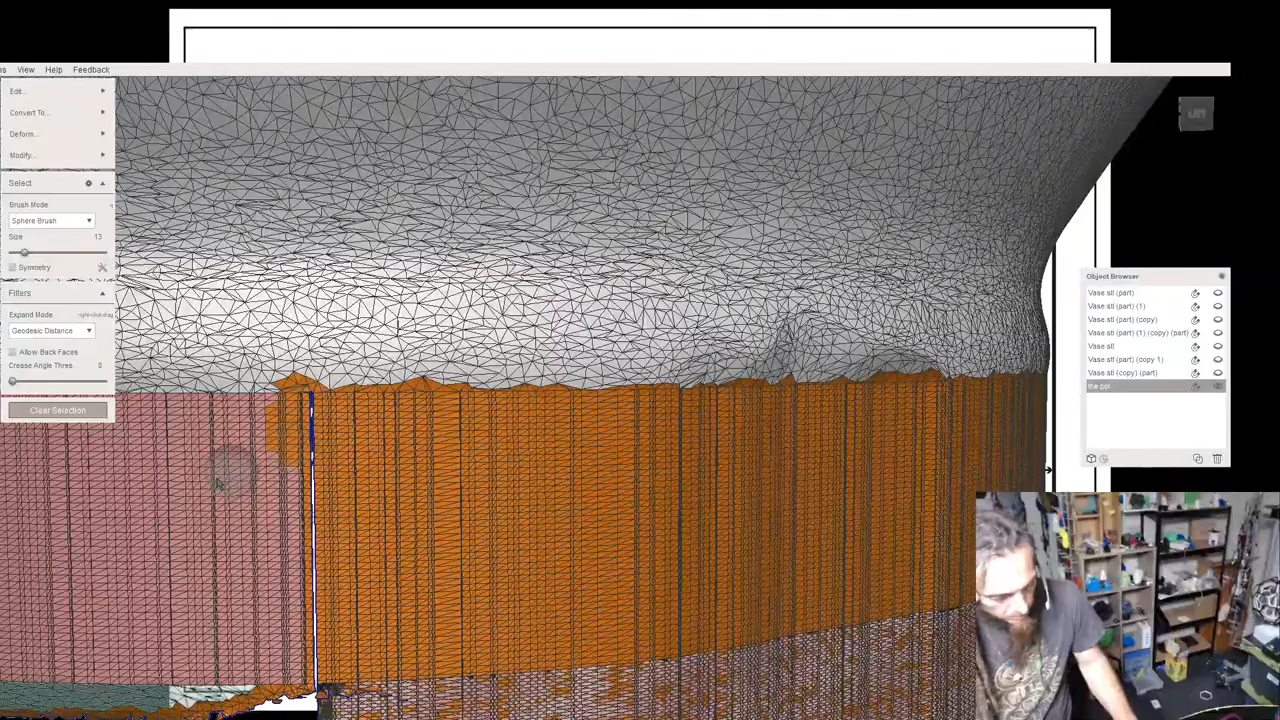 View Help Feedback
Edit...
Convert To...
Deform...
Modify...
Select
Brush Mode
Sphere Brush
Size 13
Symmetry
Filters
Expand Mode right-click-drag
Geodesic Distance
Allow Back Faces
Crease Angle Thres 0
Clear Selection
Object Browser
Vase.stl (part)
Vase.stl (part) (1)
Vase.stl (part) (copy)
Vase.stl (part) (1) (copy) (part)
Vase.stl
Vase.stl (part) (copy 1)
Vase.stl (copy) (part)